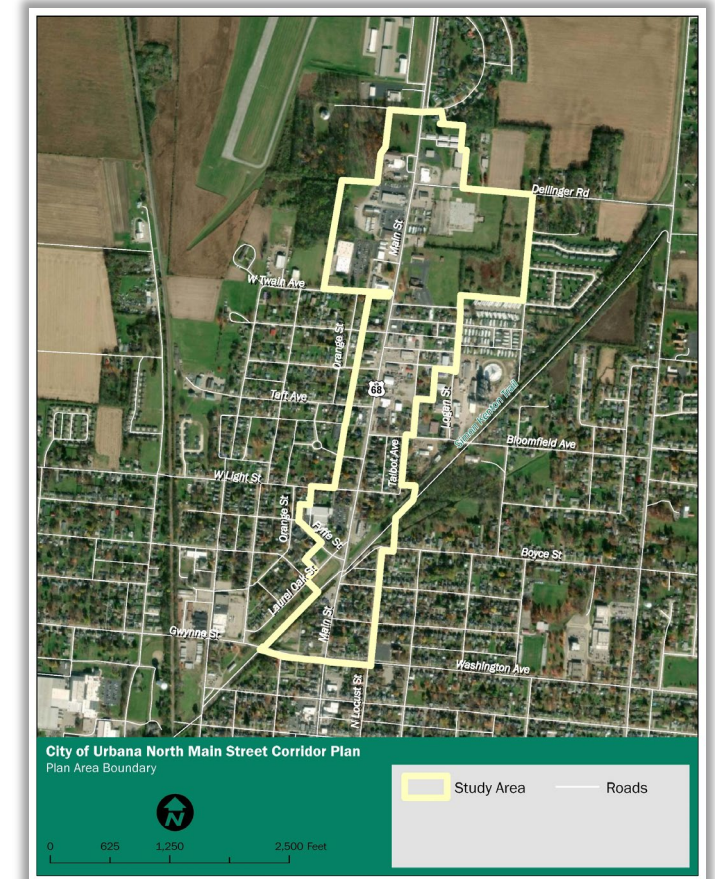 Dellinger Rd
Main St
W Twain Ave
Orange St
68
Taft Ave
Logan St
Simon Kenton Trail
Bloomfield Ave
Talbot Ave
W Light St
Orange St
Fyffe St
Boyce St
Laurel Oak St
Main St
Gwynne St
Washington Ave
N Locust St
City of Urbana North Main Street Corridor Plan
Plan Area Boundary
N
Study Area
Roads
0 625 1,250 2,500 Feet